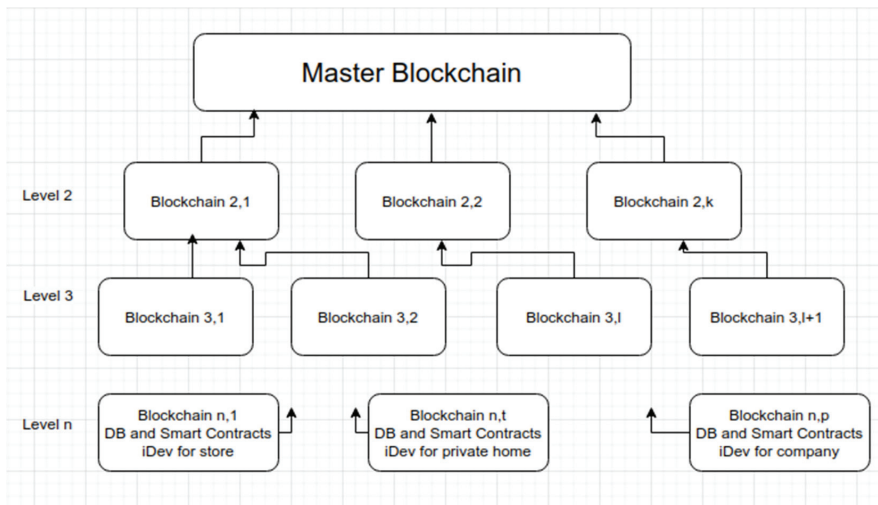 Master Blockchain
Level 2
Blockchain 2,1
Blockchain 2,2
Blockchain 2,k
Level 3
Blockchain 3,1
Blockchain 3,2
Blockchain 3,l
Blockchain 3,l+1
Level n
Blockchain n,1
DB and Smart Contracts
iDev for store
Blockchain n,t
DB and Smart Contracts
iDev for private home
Blockchain n,p
DB and Smart Contracts
iDev for company